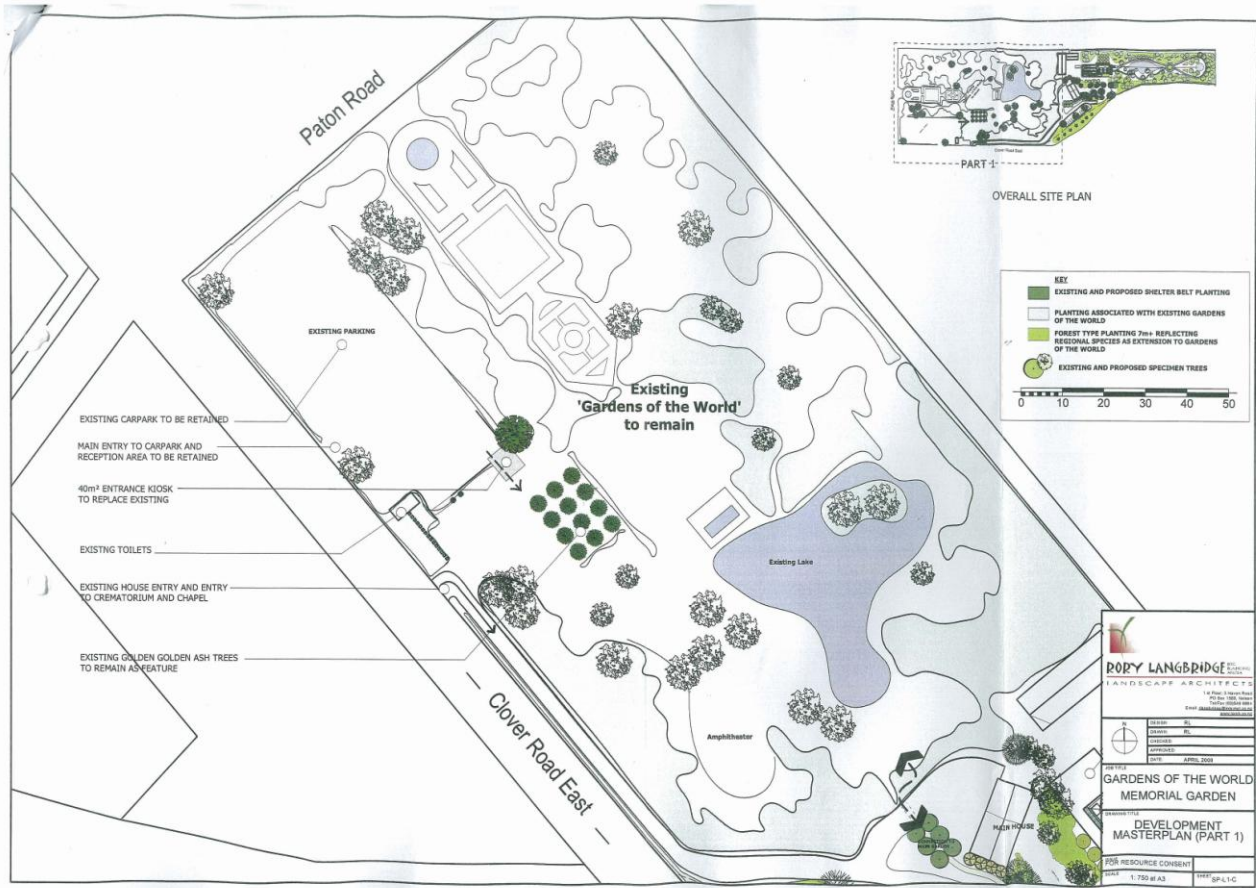 Paton Road
PART 1
OVERALL SITE PLAN
KEY
EXISTING AND PROPOSED SHELTER BELT PLANTING
PLANTING ASSOCIATED WITH EXISTING GARDENS
OF THE WORLD
FOREST TYPE PLANTING 7m+ REFLECTING
REGIONAL SPECIES AS EXTENSION TO GARDENS
OF THE WORLD
EXISTING AND PROPOSED SPECIMEN TREES
0 10 20 30 40 50
EXISTING PARKING
Existing
'Gardens of the World'
to remain
EXISTING CARPARK TO BE RETAINED
MAIN ENTRY TO CARPARK AND
RECEPTION AREA TO BE RETAINED
40m² ENTRANCE KIOSK
TO REPLACE EXISTING
EXISTNG TOILETS
EXISTING HOUSE ENTRY AND ENTRY
TO CREMATORIUM AND CHAPEL
EXISTING GOLDEN GOLDEN ASH TREES
TO REMAIN AS FEATURE
Existing Lake
Amphitheater
Clover Road East
MAIN HOUSE
RORY LANGBRIDGE
LANDSCAPE ARCHITECTS
N
DESIGN: RL
DRAWN: RL
CHECKED:
APPROVED:
DATE: APRIL 2008
JOB TITLE
GARDENS OF THE WORLD
MEMORIAL GARDEN
DRAWING TITLE
DEVELOPMENT
MASTERPLAN (PART 1)
FOR RESOURCE CONSENT
SCALE
1: 750 at A3
SHEET
SP-L1-C